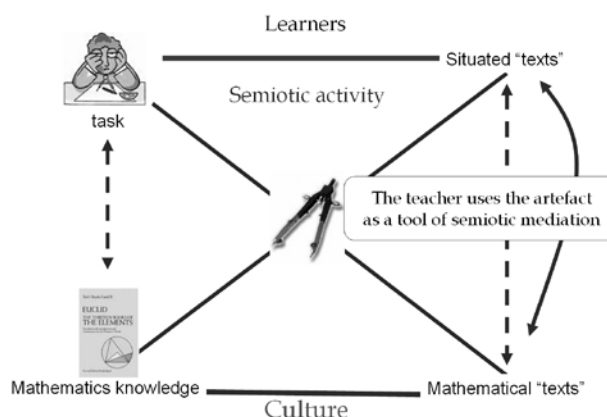 Learners
Situated "texts"
Semiotic activity
task
The teacher uses the artefact
as a tool of semiotic mediation
EUCLID
THE ELEMENTS
Mathematics knowledge
Mathematical "texts"
Culture